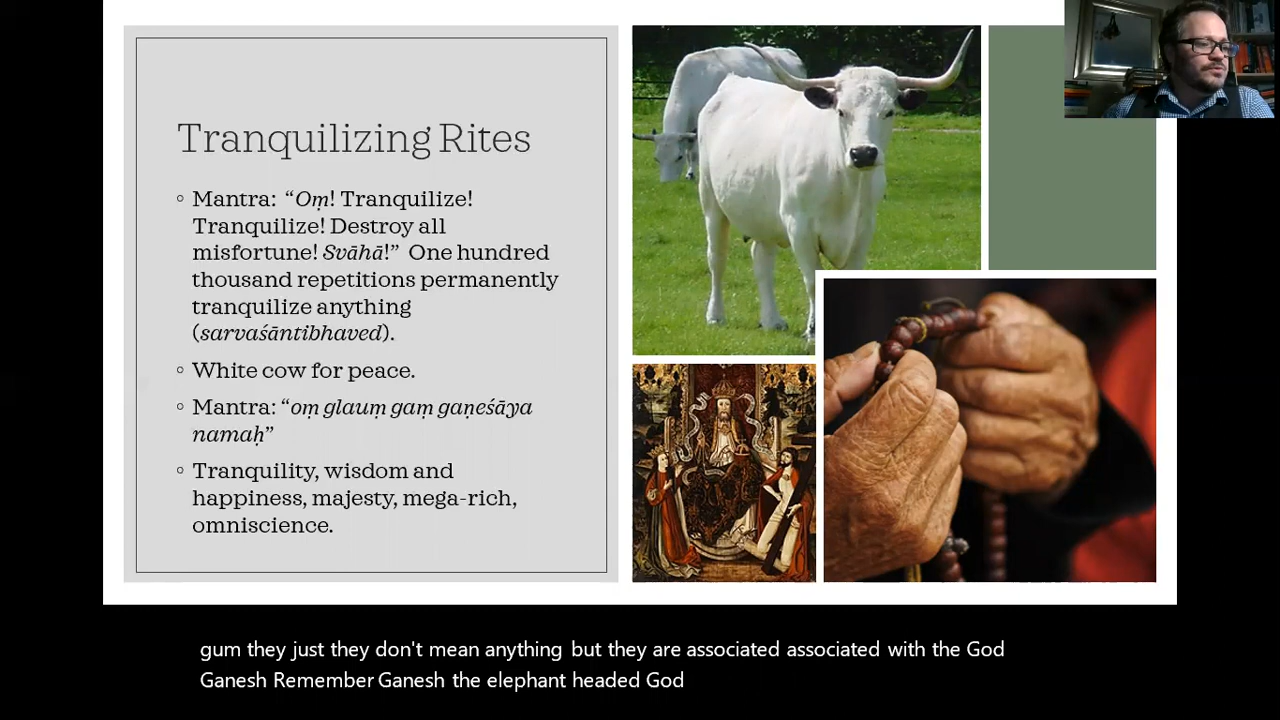 Tranquilizing Rites
◦ Mantra: “Oṃ! Tranquilize!
Tranquilize! Destroy all
misfortune! Svāhā!” One hundred
thousand repetitions permanently
tranquilize anything
(sarvaśāntibhaved).
◦ White cow for peace.
◦ Mantra: “oṃ glauṃ gaṃ gaṇeśāya
namaḥ”
◦ Tranquility, wisdom and
happiness, majesty, mega-rich,
omniscience.
gum they just they don't mean anything but they are associated associated with the God
Ganesh Remember Ganesh the elephant headed God